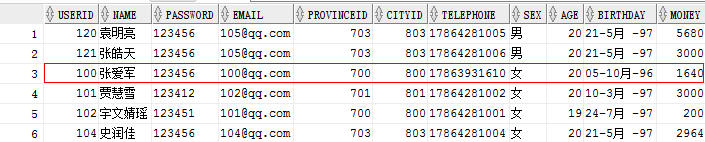 USERID NAME PASSWORD EMAIL PROVINCEID CITYID TELEPHONE SEX AGE BIRTHDAY MONEY
1 120 袁明亮 123456 105@qq.com 703 803 17864281005 男 20 21-5月 -97 5680
2 121 张皓天 123456 106@qq.com 703 803 17864281006 男 20 21-5月 -97 3000
3 100 张爱军 123456 100@qq.com 700 800 17863931610 女 20 05-10月-96 1640
4 101 贾慧雪 123412 102@qq.com 701 801 17864281002 女 20 10-3月 -97 3000
5 102 宇文婧瑶 123451 101@qq.com 700 800 17864281001 女 19 24-7月 -97 200
6 104 史润佳 123456 104@qq.com 703 803 17864281004 女 20 21-5月 -97 2964